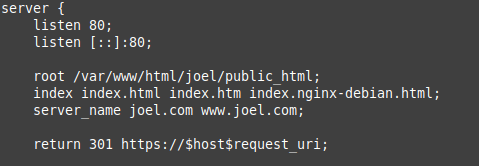 server {
listen 80;
listen [::]:80;
root /var/www/html/joel/public_html;
index index.html index.htm index.nginx-debian.html;
server_name joel.com www.joel.com;
return 301 https://$host$request_uri;